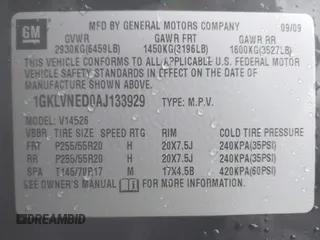 GM
MFD BY GENERAL MOTORS COMPANY 09/09
GVWR GAWR FRT GAWR RR
2930KG(6459LB) 1450KG(3196LB) 1600KG(3527LB)
THIS VEHICLE CONFORMS TO ALL APPLICABLE U.S. FEDERAL MOTOR
VEHICLE SAFETY STANDARDS IN EFFECT ON THE DATE OF
MANUFACTURE SHOWN ABOVE.
1GKLVNED0AJ133929 TYPE: M.P.V.
MODEL: V14526
TIRE SIZE SPEED RTG RIM COLD TIRE PRESSURE
FRT P255/55R20 H 20X7.5J 240KPA(35PSI)
RR P255/55R20 H 20X7.5J 240KPA(35PSI)
SPA T145/70R17 M 17X4.5B 420KPA(60PSI)
SEE OWNER'S MANUAL FOR ADDITIONAL INFORMATION.
© DREAMBID